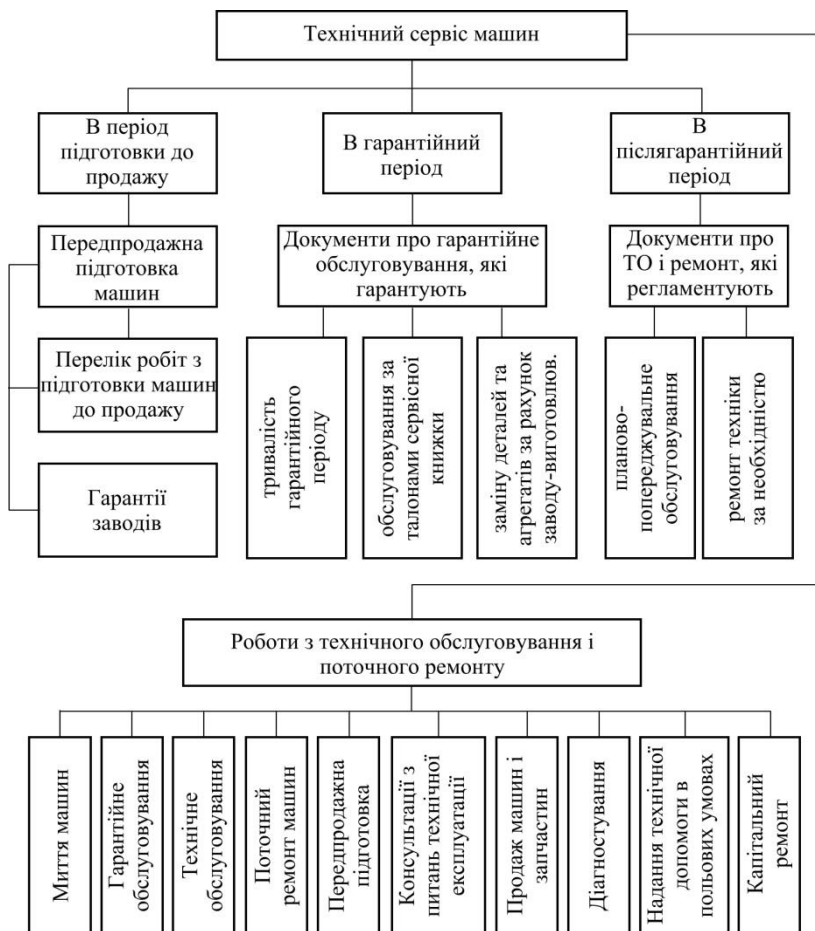 Технічний сервіс машин
В період
підготовки до
продажу
В гарантійний
період
В
післягарантійний
період
Передпродажна
підготовка
машин
Документи про гарантійне
обслуговування, які
гарантують
Документи про
ТО і ремонт, які
регламентують
Перелік робіт з
підготовки машин
до продажу
Гарантії
заводів
тривалість
гарантійного
періоду
обслуговування за
талонами сервісної
книжки
заміну деталей та
агрегатів за рахунок
заводу-виготовлюв.
планово-
попереджувальне
обслуговування
ремонт техніки
за необхідністю
Роботи з технічного обслуговування і
поточного ремонту
Миття машин
Гарантійне
обслуговування
Технічне
обслуговування
Поточний
ремонт машин
Передпродажна
підготовка
Консультації з
питань технічної
експлуатації
Продаж машин і
запчастин
Діагностування
Надання технічної
допомоги в
польових умовах
Капітальний
ремонт